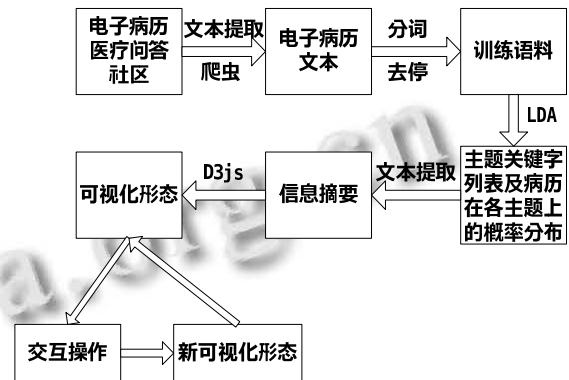 电子病历
医疗问答
社区
文本提取
爬虫
电子病历
文本
分词
去停
训练语料
LDA
主题关键字
列表及病历
在各主题上
的概率分布
文本提取
信息摘要
D3js
可视化形态
交互操作
新可视化形态